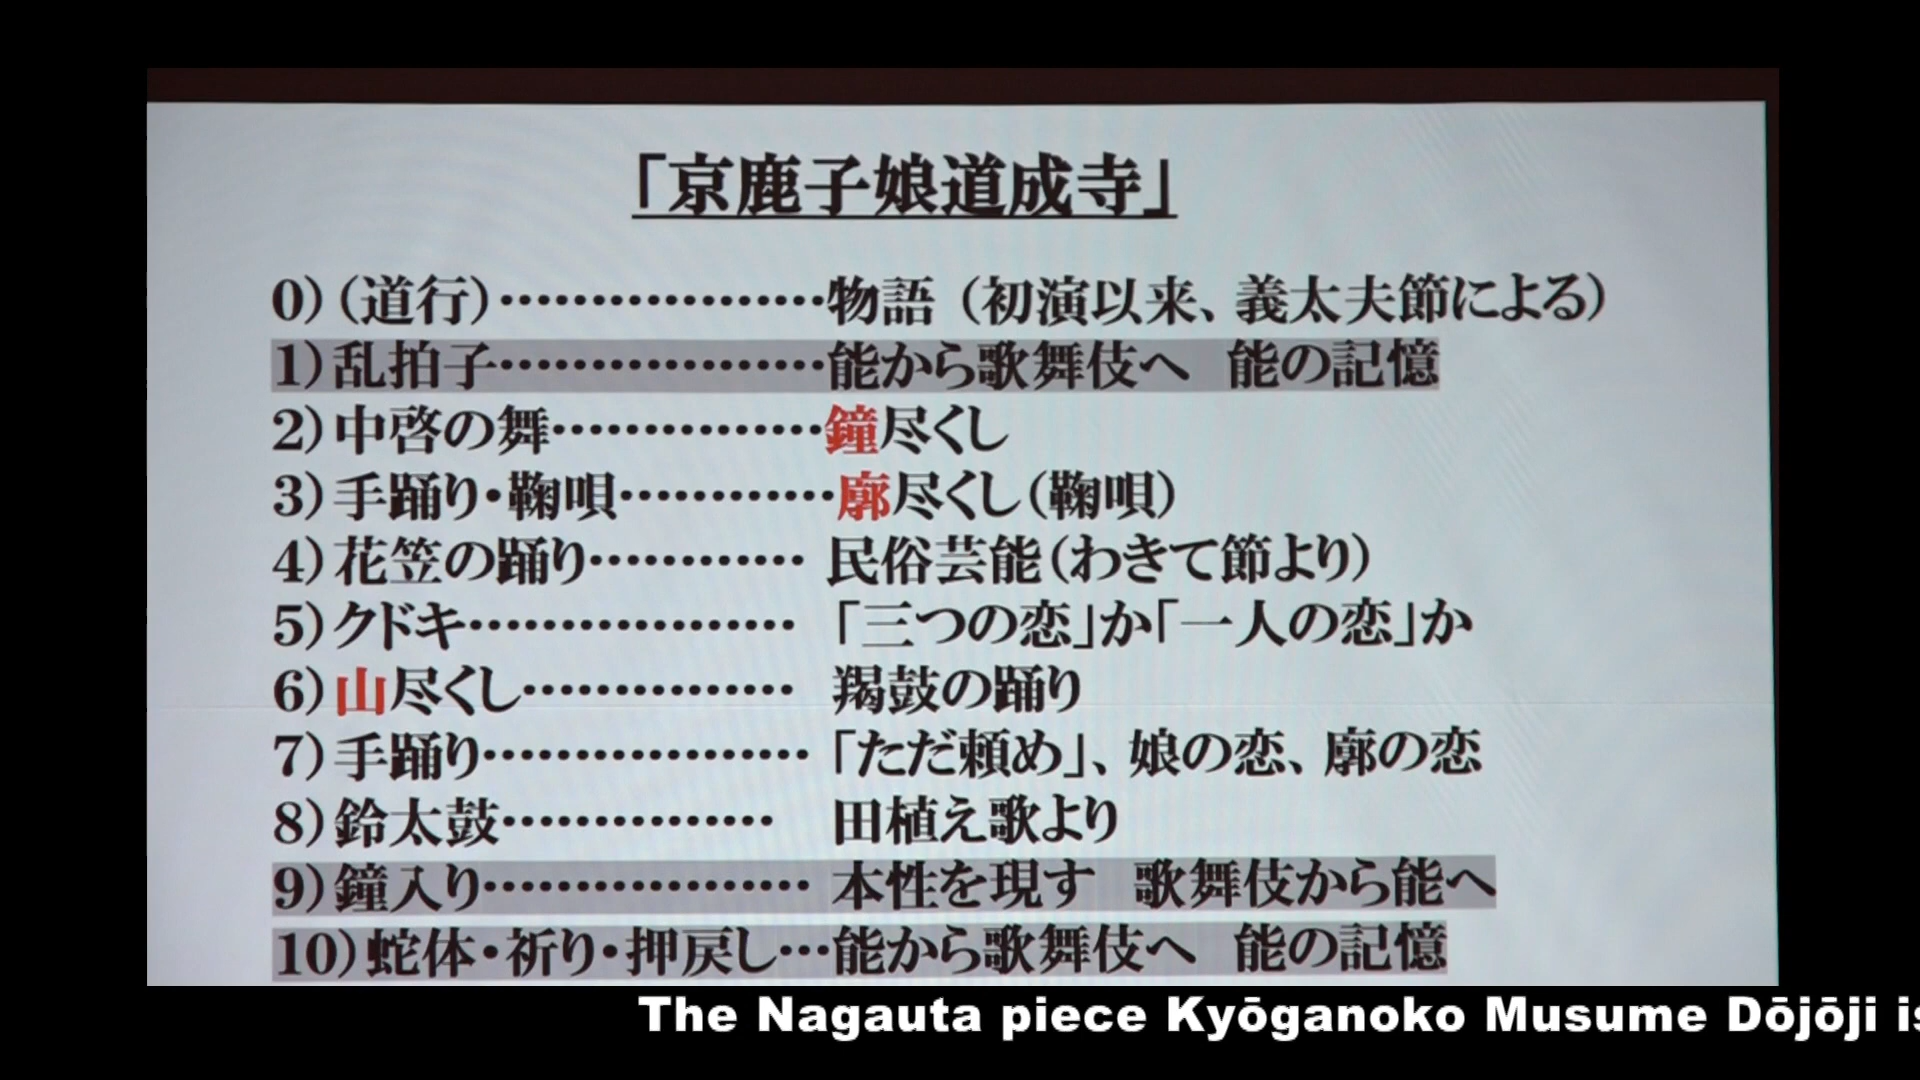 「京鹿子娘道成寺」
0)(道行)………………物語(初演以来、義太夫節による)
1)乱拍子………………能から歌舞伎へ 能の記憶
2)中啓の舞……………鐘尽くし
3)手踊り・鞠唄…………廓尽くし(鞠唄)
4)花笠の踊り………… 民俗芸能(わきて節より)
5)クドキ……………… 「三つの恋」か「一人の恋」か
6)山尽くし…………… 羯鼓の踊り
7)手踊り………………「ただ頼め」、娘の恋、廓の恋
8)鈴太鼓…………… 田植え歌より
9)鐘入り……………… 本性を現す 歌舞伎から能へ
10)蛇体・祈り・押戻し…能から歌舞伎へ 能の記憶
The Nagauta piece Kyōganoko Musume Dōjōji is